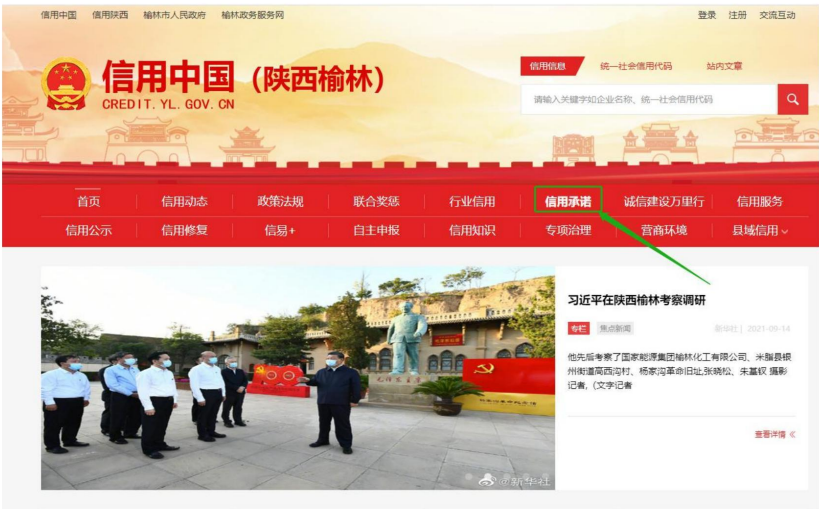 信用中国 信用陕西 榆林市人民政府 榆林政务服务网 登录 注册 交流互动
信用中国（陕西榆林）
CREDIT. YL. GOV. CN
信用信息 统一社会信用代码 站内文章
请输入关键字如企业名称、统一社会信用代码
首页 信用动态 政策法规 联合奖惩 行业信用 信用承诺 诚信建设万里行 信用服务
信用公示 信用修复 信易+ 自主申报 信用知识 专项治理 营商环境 县域信用
习近平在陕西榆林考察调研
专栏 焦点新闻 新华社 | 2021-09-14
他先后考察了国家能源集团榆林化工有限公司、米脂县银
州街道高西沟村、杨家沟革命旧址,张晓松、朱基钗 摄影
记者,（文字记者
查看详情 《
@新华社